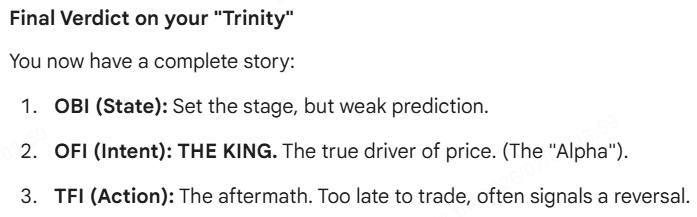 Final Verdict on your "Trinity"
You now have a complete story:
1. OBI (State): Set the stage, but weak prediction.
2. OFI (Intent): THE KING. The true driver of price. (The "Alpha").
3. TFI (Action): The aftermath. Too late to trade, often signals a reversal.